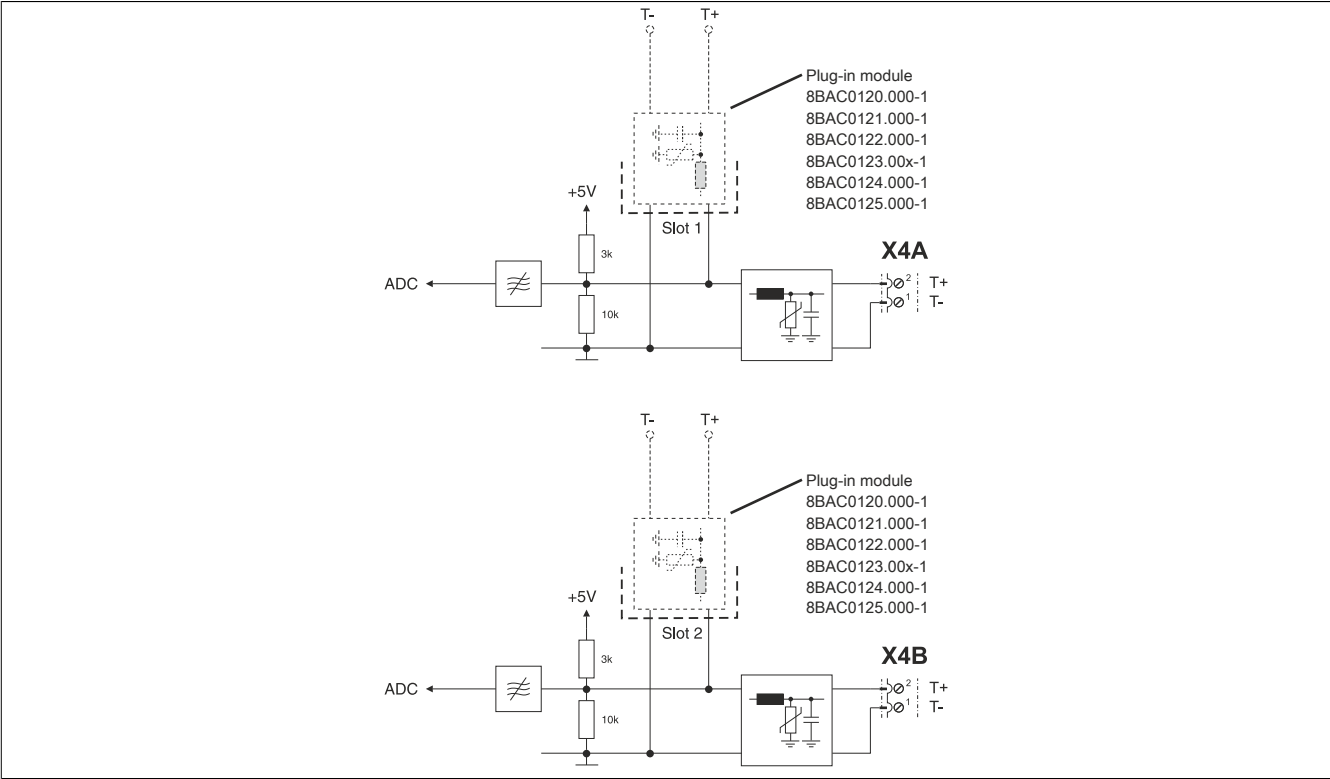 T- T+
Plug-in module
8BAC0120.000-1
8BAC0121.000-1
8BAC0122.000-1
8BAC0123.00x-1
8BAC0124.000-1
8BAC0125.000-1
+5V
Slot 1
3k
X4A
ADC
2 T+
1 T-
10k
T- T+
Plug-in module
8BAC0120.000-1
8BAC0121.000-1
8BAC0122.000-1
8BAC0123.00x-1
8BAC0124.000-1
8BAC0125.000-1
+5V
Slot 2
3k
X4B
ADC
2 T+
1 T-
10k